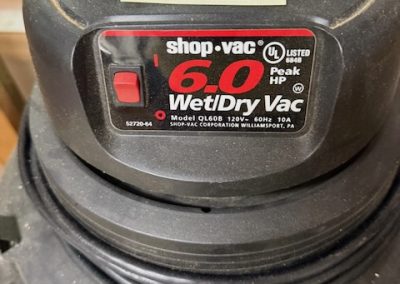 shop·vac®
UL® LISTED
684B
6.0 Peak
HP
W
Wet/Dry Vac
Model QL60B 120V~ 60Hz 10A
SHOP-VAC CORPORATION WILLIAMSPORT, PA
52720-64
I
O